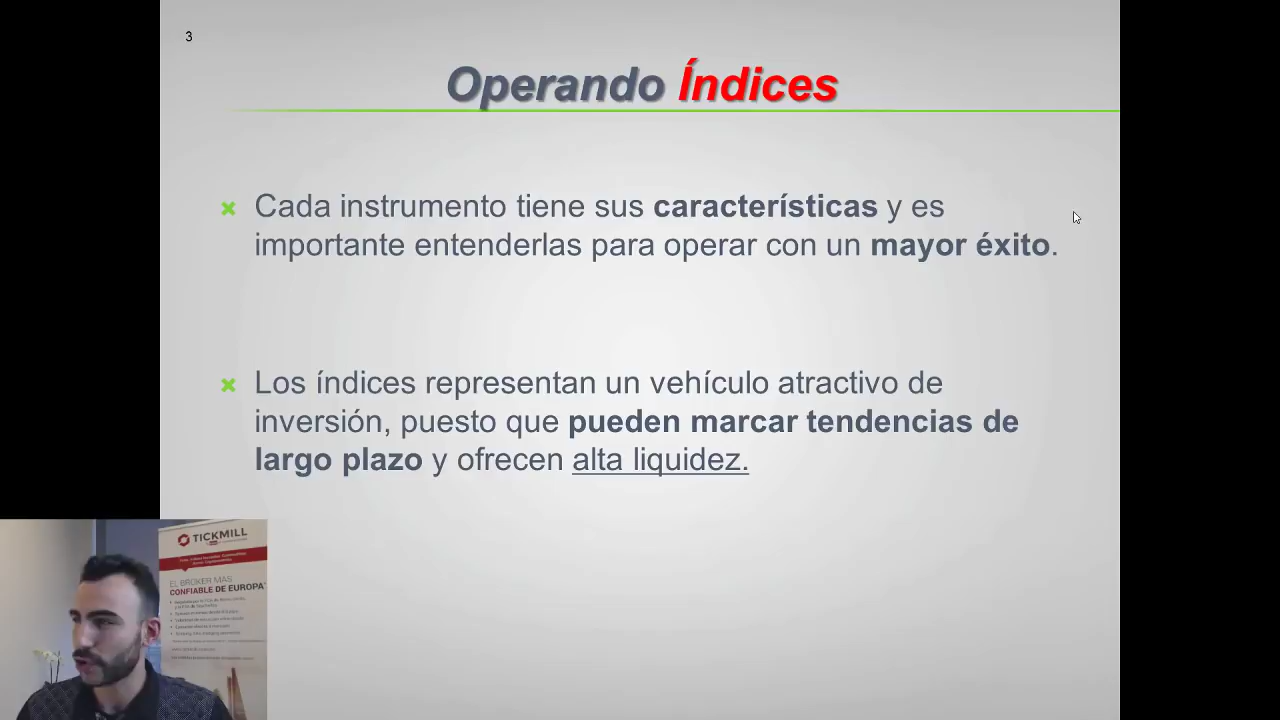 3
Operando Índices
Cada instrumento tiene sus características y es
importante entenderlas para operar con un mayor éxito.
Los índices representan un vehículo atractivo de
inversión, puesto que pueden marcar tendencias de
largo plazo y ofrecen alta liquidez.
TICKMILL
EL BROKER MÁS
CONFIABLE DE EUROPA*